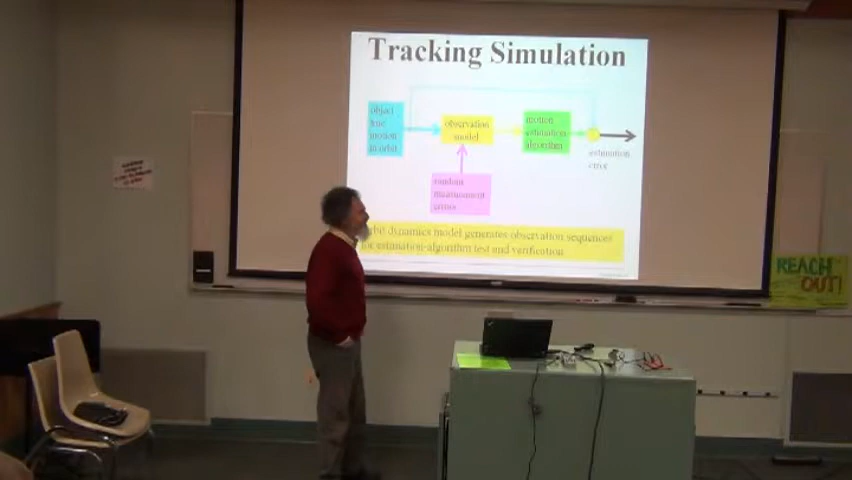 Tracking Simulation
object
true
motion
in orbit
observation
model
motion
estimation
algorithm
estimation
error
random
measurement
errors
orbit dynamics model generates observation sequences
for estimation-algorithm test and verification
REACH
OUT!